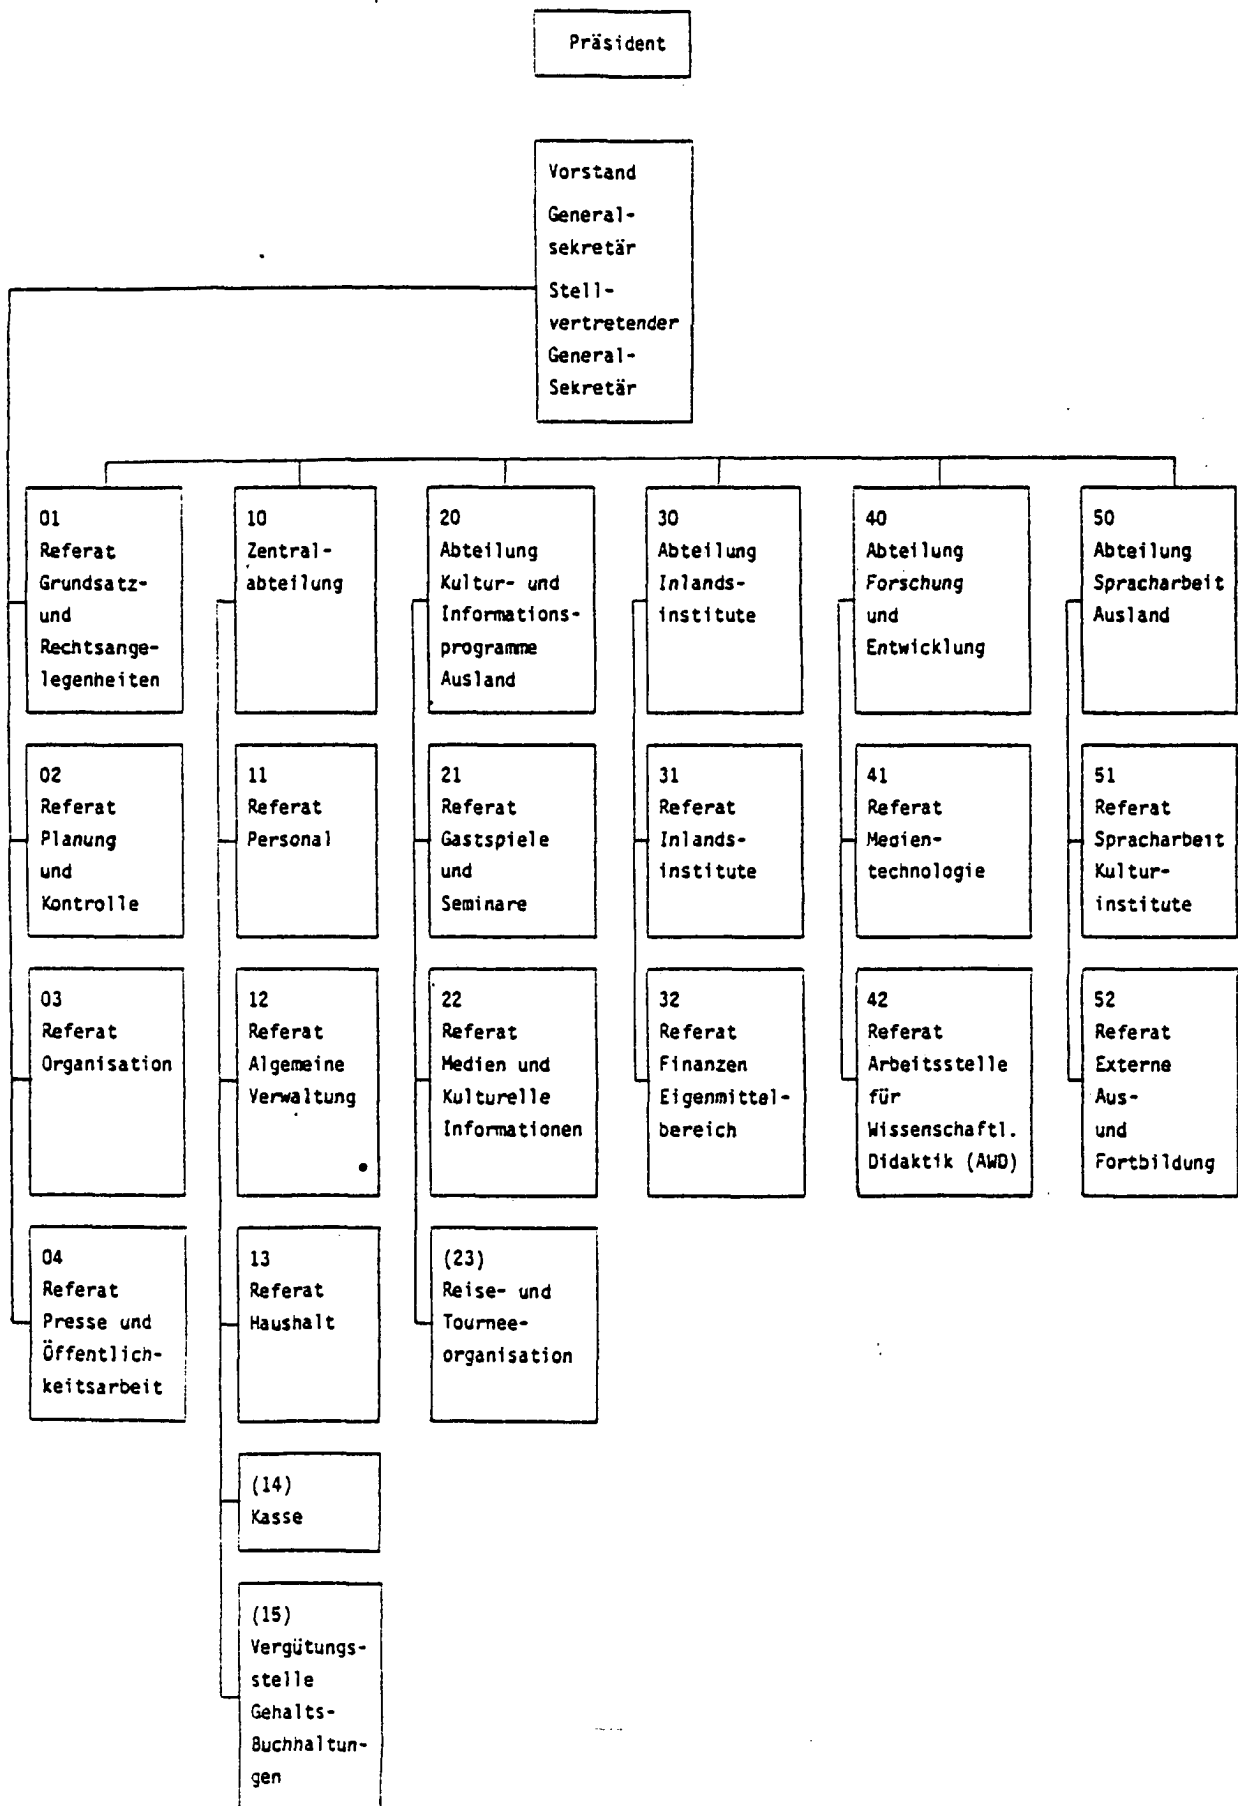 Präsident
Vorstand
General-
sekretär
Stell-
vertretender
General-
Sekretär
01
Referat
Grundsatz-
und
Rechtsange-
legenheiten
10
Zentral-
abteilung
20
Abteilung
Kultur- und
Informations-
programme
Ausland
30
Abteilung
Inlands-
institute
40
Abteilung
Forschung
und
Entwicklung
50
Abteilung
Spracharbeit
Ausland
02
Referat
Planung
und
Kontrolle
11
Referat
Personal
21
Referat
Gastspiele
und
Seminare
31
Referat
Inlands-
institute
41
Referat
Medien-
technologie
51
Referat
Spracharbeit
Kultur-
institute
03
Referat
Organisation
12
Referat
Algemeine
Verwaltung
22
Referat
Medien und
Kulturelle
Informationen
32
Referat
Finanzen
Eigenmittel-
bereich
42
Referat
Arbeitsstelle
für
Wissenschaftl.
Didaktik (AWD)
52
Referat
Externe
Aus-
und
Fortbildung
04
Referat
Presse und
Öffentlich-
keitsarbeit
13
Referat
Haushalt
(23)
Reise- und
Tournee-
organisation
(14)
Kasse
(15)
Vergütungs-
stelle
Gehalts-
Buchhaltun-
gen